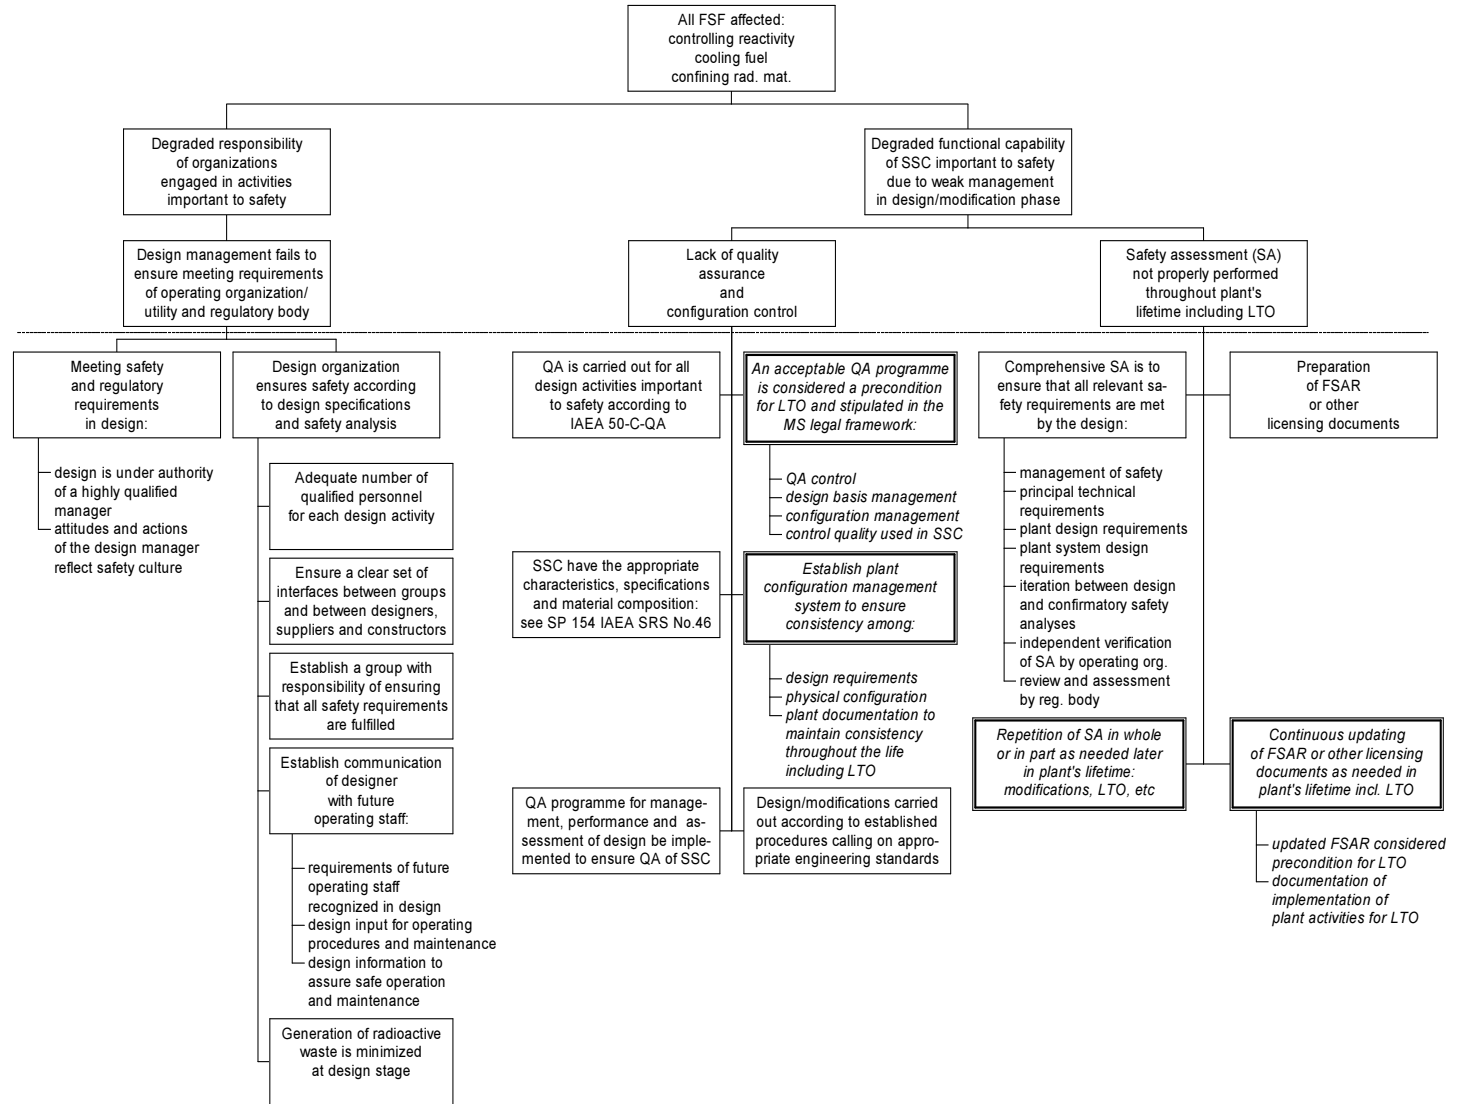 All FSF affected:
controlling reactivity
cooling fuel
confining rad. mat.
Degraded responsibility
of organizations
engaged in activities
important to safety
Degraded functional capability
of SSC important to safety
due to weak management
in design/modification phase
Design management fails to
ensure meeting requirements
of operating organization/
utility and regulatory body
Lack of quality
assurance
and
configuration control
Safety assessment (SA)
not properly performed
throughout plant's
lifetime including LTO
Meeting safety
and regulatory
requirements
in design:
design is under authority
of a highly qualified
manager
attitudes and actions
of the design manager
reflect safety culture
Design organization
ensures safety according
to design specifications
and safety analysis
Adequate number of
qualified personnel
for each design activity
Ensure a clear set of
interfaces between groups
and between designers,
suppliers and constructors
Establish a group with
responsibility of ensuring
that all safety requirements
are fulfilled
Establish communication
of designer
with future
operating staff:
requirements of future
operating staff
recognized in design
design input for operating
procedures and maintenance
design information to
assure safe operation
and maintenance
Generation of radioactive
waste is minimized
at design stage
QA is carried out for all
design activities important
to safety according to
IAEA 50-C-QA
An acceptable QA programme
is considered a precondition
for LTO and stipulated in the
MS legal framework:
QA control
design basis management
configuration management
control quality used in SSC
SSC have the appropriate
characteristics, specifications
and material composition:
see SP 154 IAEA SRS No.46
Establish plant
configuration management
system to ensure
consistency among:
design requirements
physical configuration
plant documentation to
maintain consistency
throughout the life
including LTO
QA programme for manage-
ment, performance and as-
sessment of design be imple-
mented to ensure QA of SSC
Design/modifications carried
out according to established
procedures calling on appro-
priate engineering standards
Comprehensive SA is to
ensure that all relevant sa-
fety requirements are met
by the design:
management of safety
principal technical
requirements
plant design requirements
plant system design
requirements
iteration between design
and confirmatory safety
analyses
independent verification
of SA by operating org.
review and assessment
by reg. body
Preparation
of FSAR
or other
licensing documents
Repetition of SA in whole
or in part as needed later
in plant's lifetime:
modifications, LTO, etc
Continuous updating
of FSAR or other licensing
documents as needed in
plant's lifetime incl. LTO
updated FSAR considered
precondition for LTO
documentation of
implementation of
plant activities for LTO